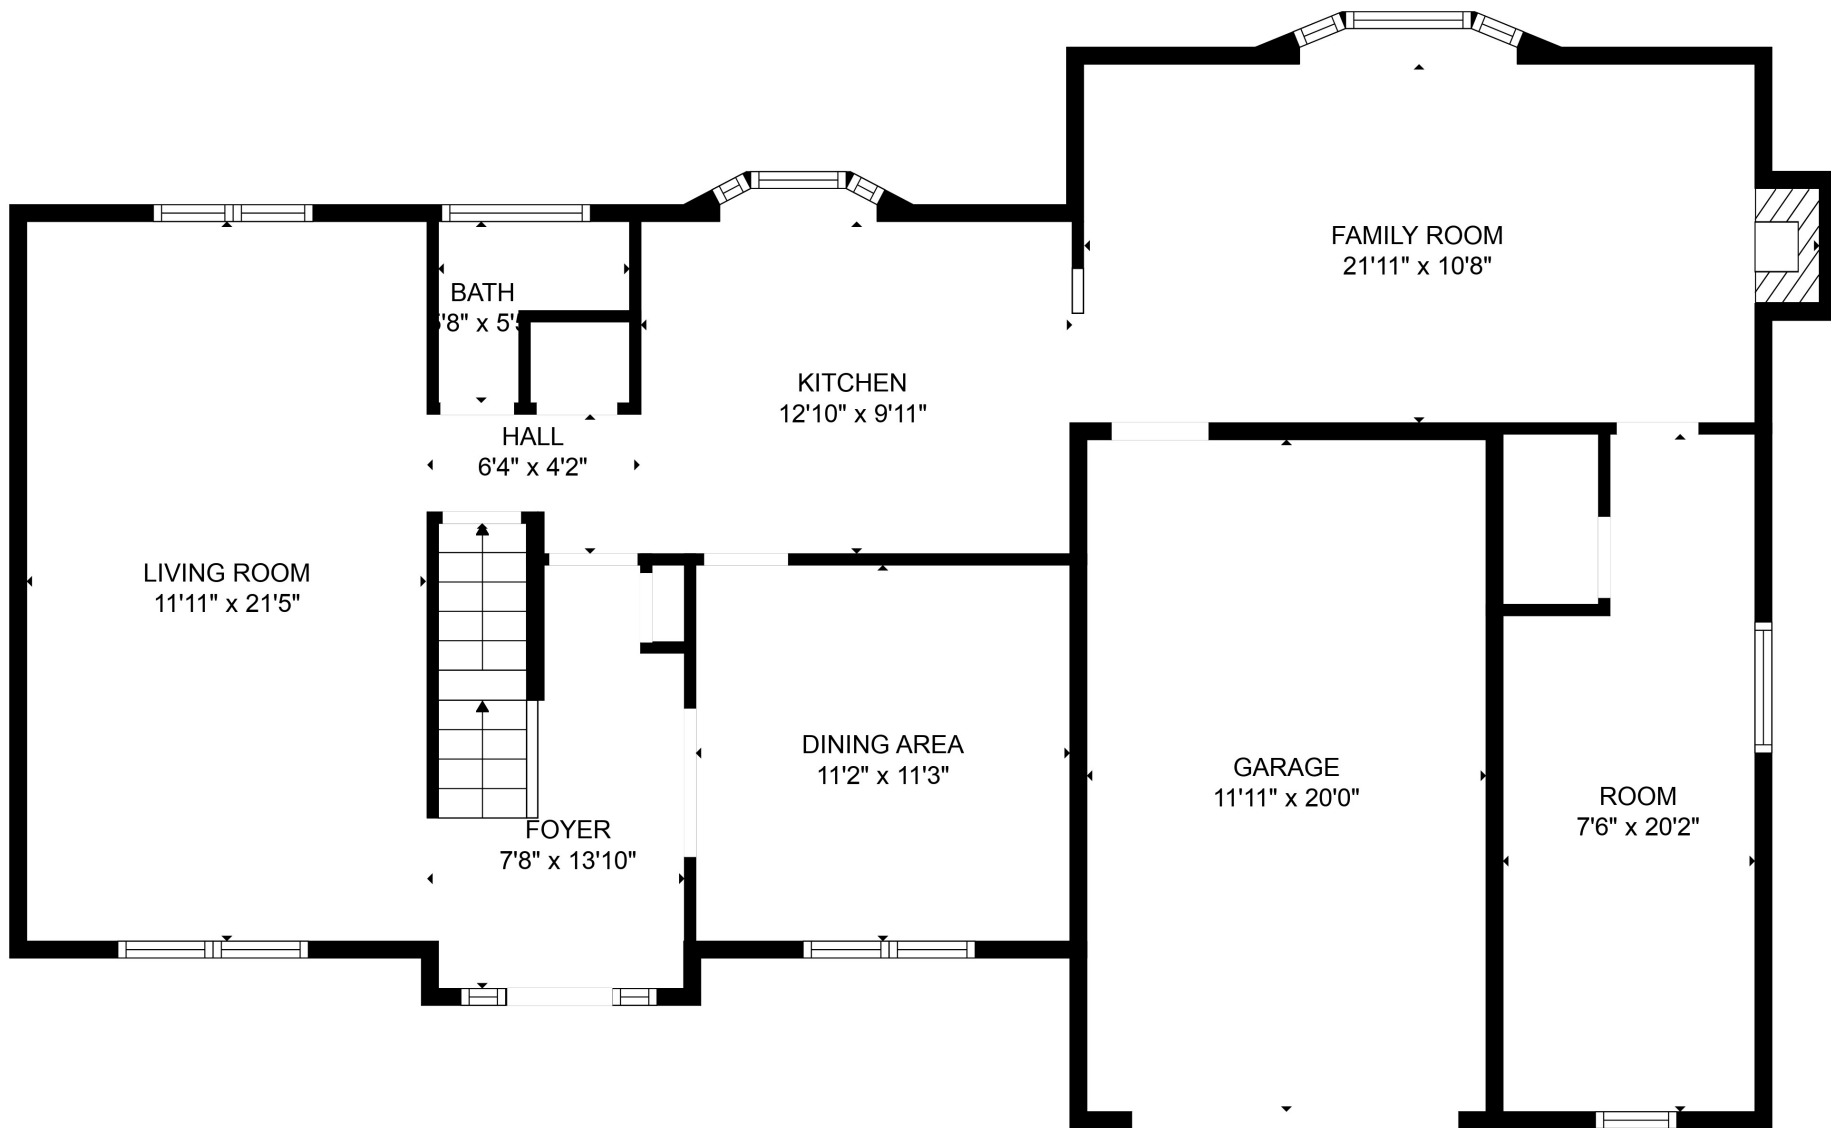 FAMILY ROOM
21'11" x 10'8"
BATH
KITCHEN
12'10" x 9'11"
HALL
6'4" x 4'2"
LIVING ROOM
11'11" x 21'5"
DINING AREA
11'2" x 11'3"
GARAGE
11'11" x 20'0"
ROOM
7'6" x 20'2"
FOYER
7'8" x 13'10"